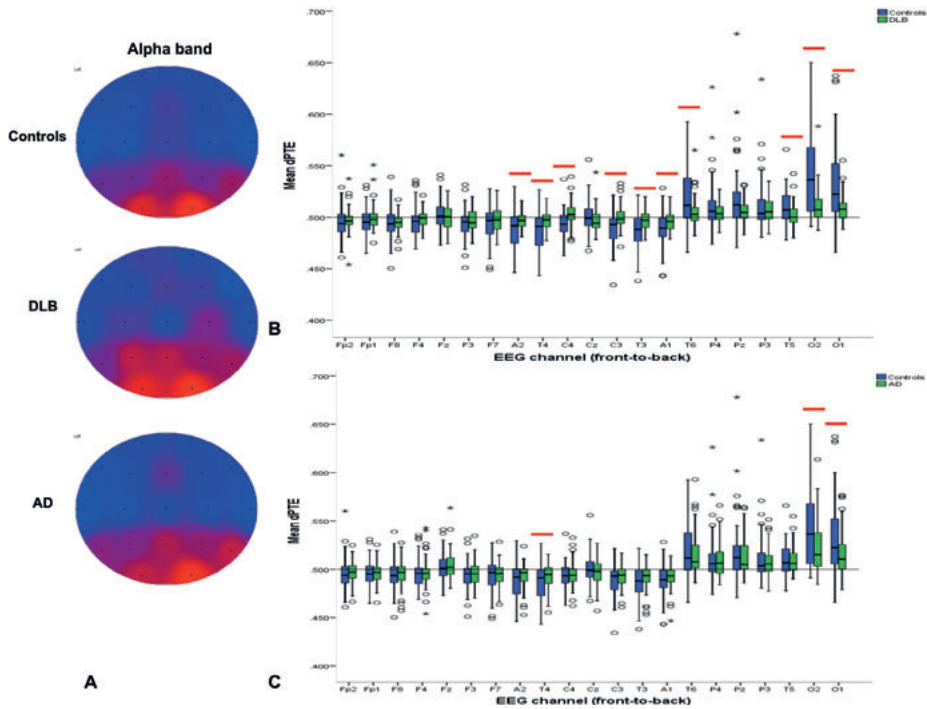 Alpha band
Left
Controls
DLB
AD
A
Controls
DLB
.700
.650
.600
.550
.500
.450
.400
Mean dPTE
Fp2 Fp1 F8 F4 Fz F3 F7 A2 T4 C4 Cz C3 T3 A1 T6 P4 Pz P3 T5 O2 O1
EEG channel (front-to-back)
B
Controls
AD
.700
.650
.600
.550
.500
.450
.400
Mean dPTE
Fp2 Fp1 F8 F4 Fz F3 F7 A2 T4 C4 Cz C3 T3 A1 T6 P4 Pz P3 T5 O2 O1
EEG channel (front-to-back)
C